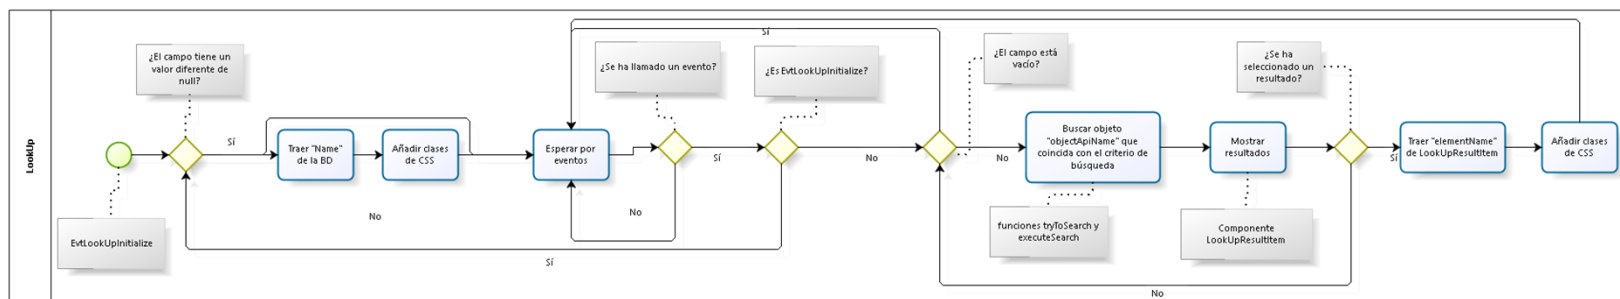 LookUp
EvtLookUpInitialize
¿El campo tiene un
valor diferente de
null?
Sí
Traer "Name"
de la BD
Añadir clases
de CSS
No
Esperar por
eventos
¿Se ha llamado un evento?
No
Sí
¿Es EvtLookUpInitialize?
Sí
No
Sí
¿El campo está
vacío?
No
Buscar objeto
"objectApiName" que
coincida con el criterio de
búsqueda
funciones tryToSearch y
executeSearch
Mostrar
resultados
Componente
LookUpResultItem
¿Se ha
seleccionado un
resultado?
No
Sí
Traer "elementName"
de LookUpResultItem
Añadir clases
de CSS